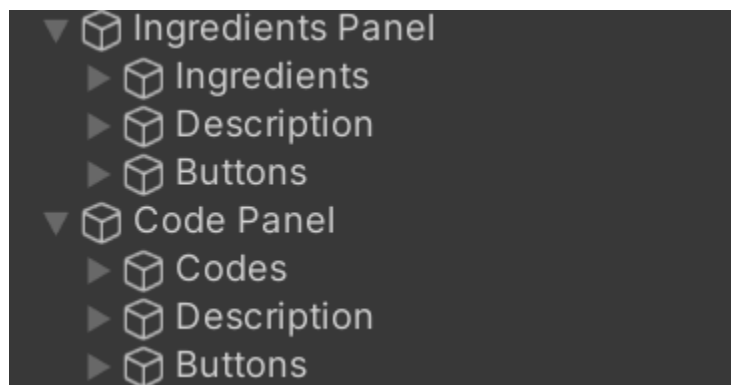 Ingredients Panel
Ingredients
Description
Buttons
Code Panel
Codes
Description
Buttons